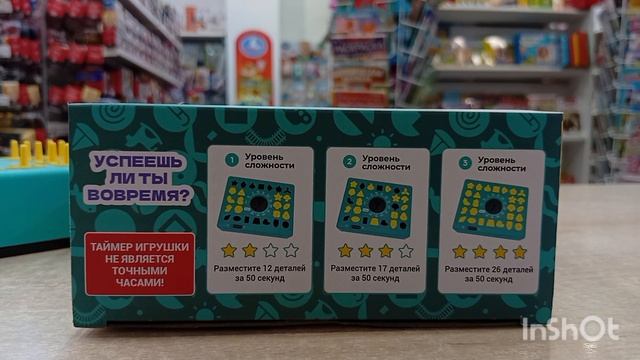 УСПЕЕШЬ
ЛИ ТЫ
ВОВРЕМЯ?
ТАЙМЕР ИГРУШКИ
НЕ ЯВЛЯЕТСЯ
ТОЧНЫМИ
ЧАСАМИ!
1 Уровень
сложности
Разместите 12 деталей
за 50 секунд
2 Уровень
сложности
Разместите 17 деталей
за 50 секунд
3 Уровень
сложности
Разместите 26 деталей
за 50 секунд
InShOt